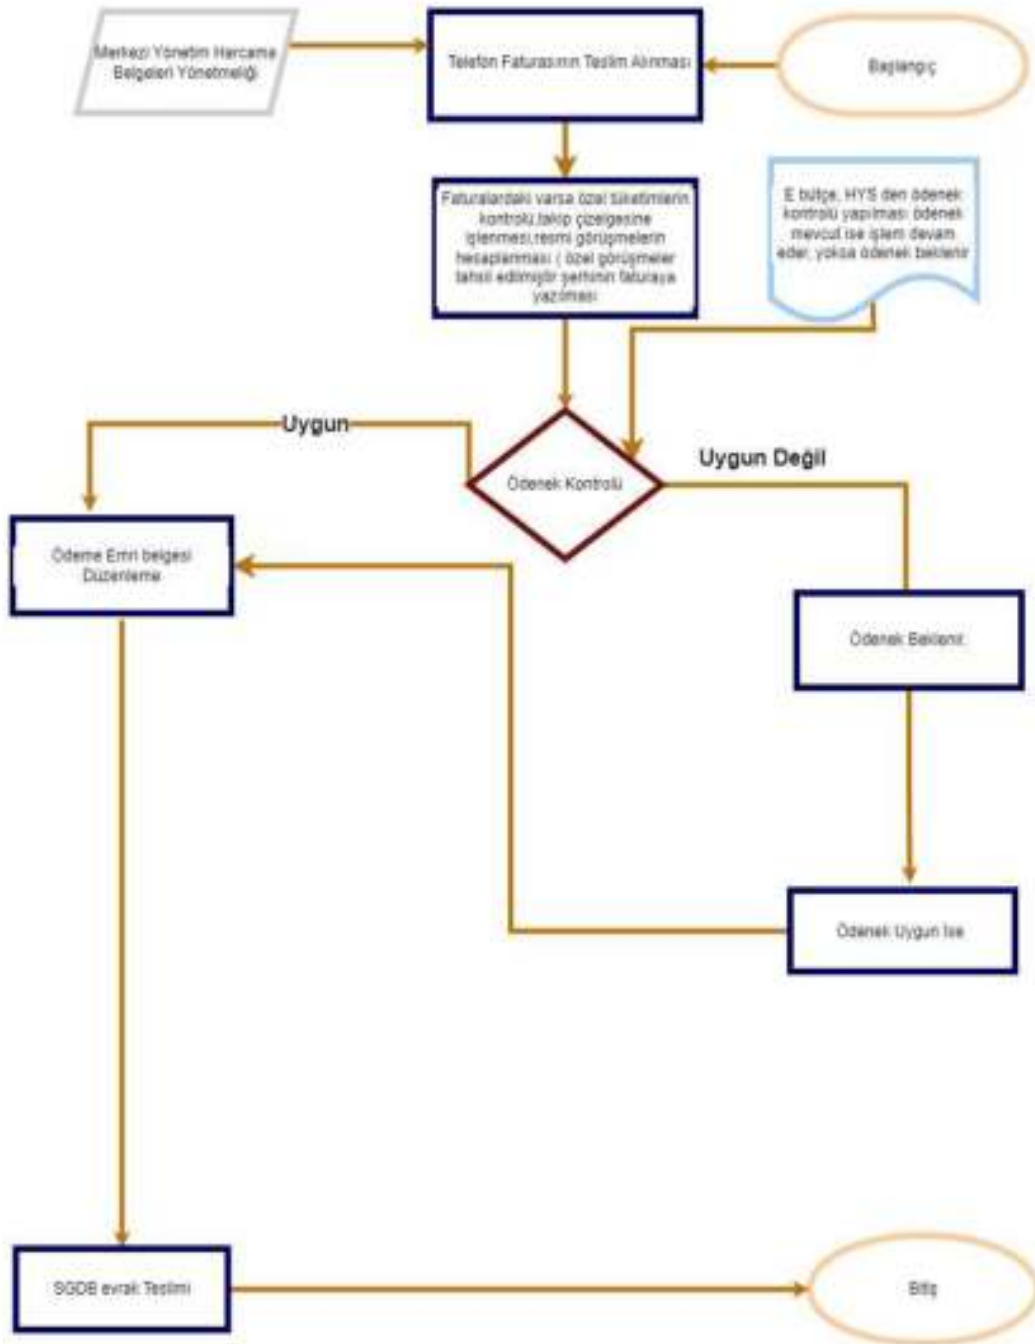 Merkezi Yönetim Harcama
Belgeleri Yönetmeliği
Telefon Faturasının Teslim Alınması
Başlangıç
Faturalardaki varsa özel tüketimlerin
kontrolü,takip çizelgesine
işlenmesi,resmi görüşmelerin
hesaplanması ( özel görüşmeler
tahsil edilmiştir şerhinin faturaya
yazılması
E bütçe, HYS den ödenek
kontrolü yapılması ödenek
mevcut ise işlem devam
eder, yoksa ödenek beklenir
Uygun
Ödenek Kontrolü
Uygun Değil
Ödeme Emri belgesi
Düzenleme
Ödenek Beklenir.
Ödenek Uygun İse
SGDB evrak Teslimi
Bitiş